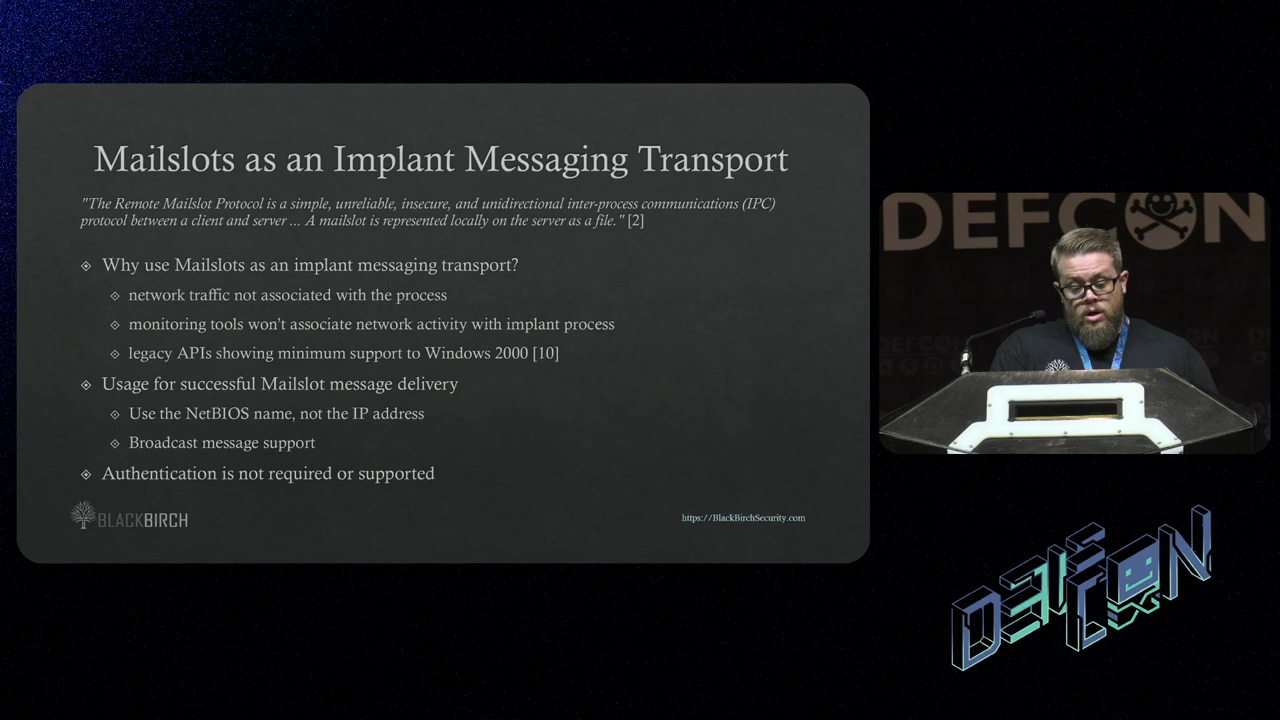 Mailslots as an Implant Messaging Transport
"The Remote Mailslot Protocol is a simple, unreliable, insecure, and unidirectional inter-process communications (IPC)
protocol between a client and server ... A mailslot is represented locally on the server as a file." [2]
Why use Mailslots as an implant messaging transport?
network traffic not associated with the process
monitoring tools won't associate network activity with implant process
legacy APIs showing minimum support to Windows 2000 [10]
Usage for successful Mailslot message delivery
Use the NetBIOS name, not the IP address
Broadcast message support
Authentication is not required or supported
BLACKBIRCH
https://BlackBirchSecurity.com
DEFCON
DEFCON
DEF CON